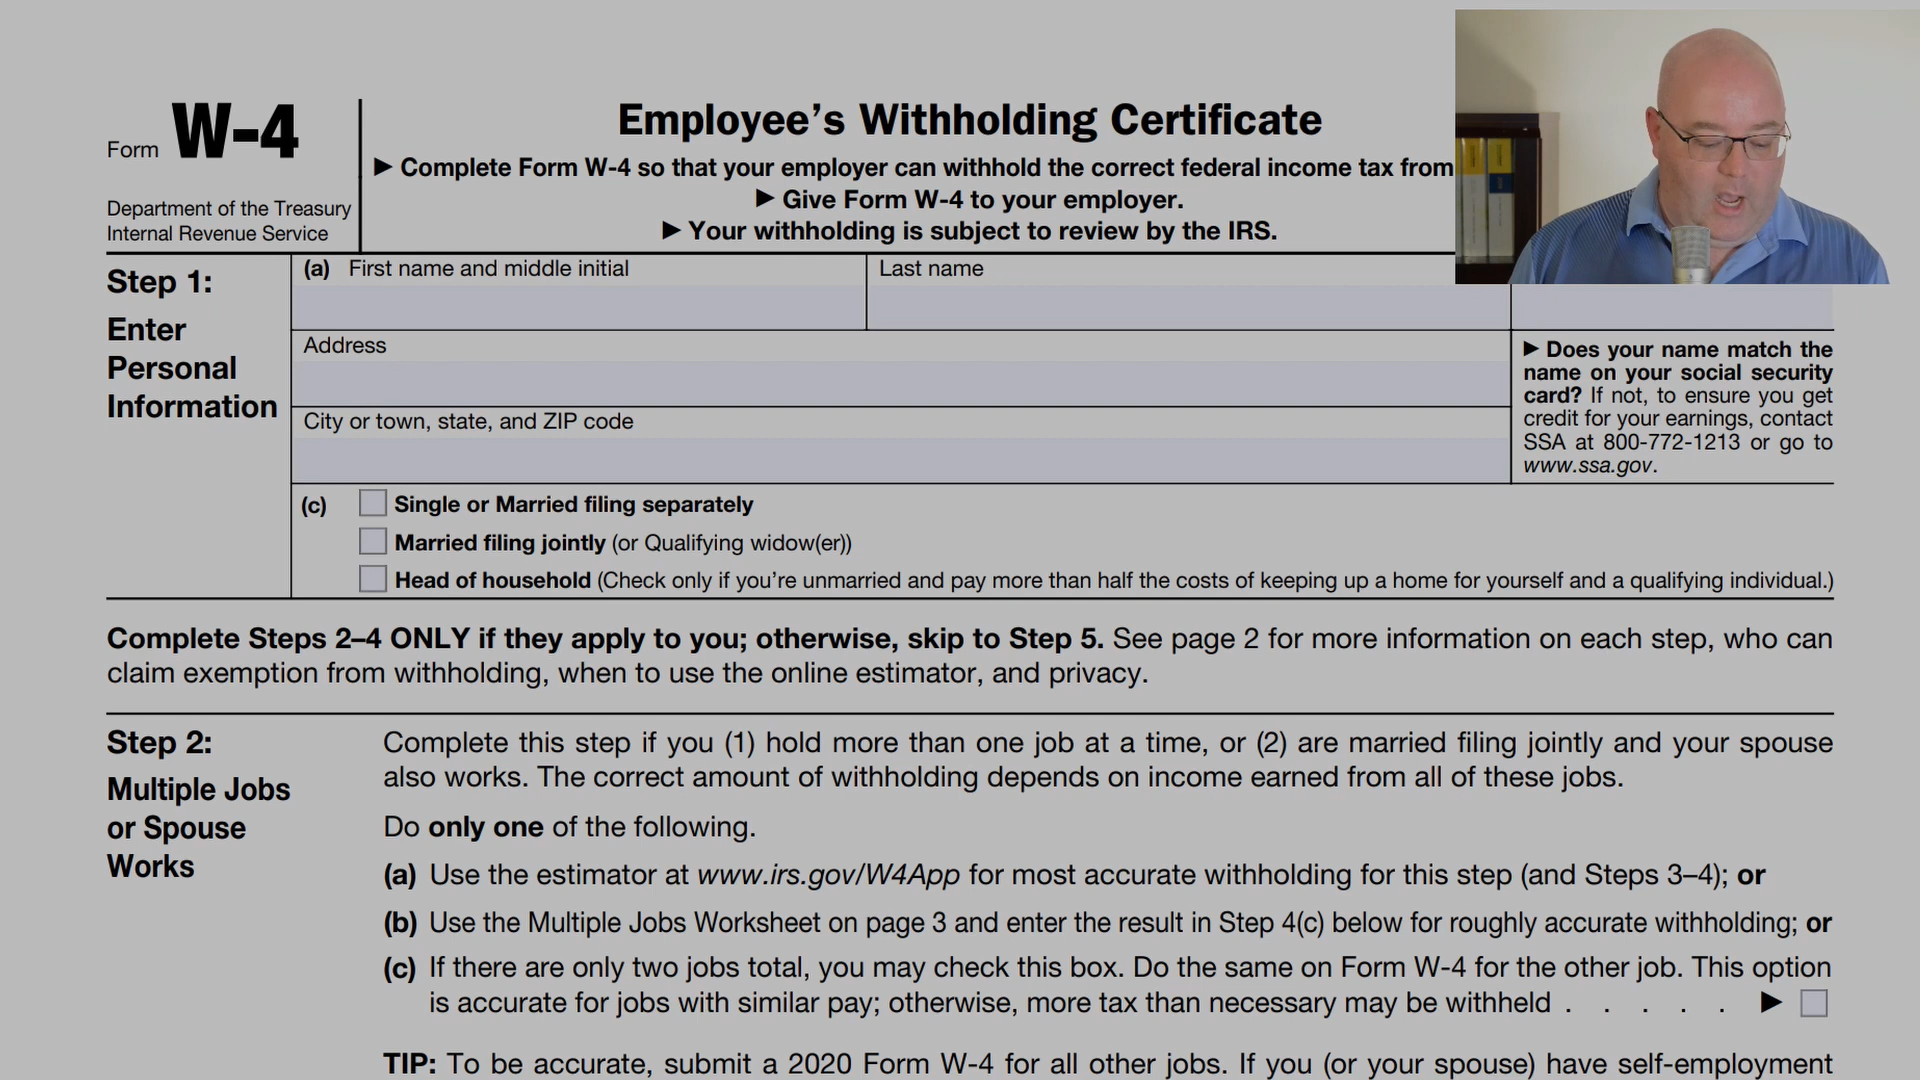 Form W-4
Department of the Treasury
Internal Revenue Service
Employee's Withholding Certificate
▶ Complete Form W-4 so that your employer can withhold the correct federal income tax from
▶ Give Form W-4 to your employer.
▶ Your withholding is subject to review by the IRS.
Step 1:
Enter
Personal
Information
(a) First name and middle initial
Last name
Address
City or town, state, and ZIP code
▶ Does your name match the
name on your social security
card? If not, to ensure you get
credit for your earnings, contact
SSA at 800-772-1213 or go to
www.ssa.gov.
(c) Single or Married filing separately
Married filing jointly (or Qualifying widow(er))
Head of household (Check only if you're unmarried and pay more than half the costs of keeping up a home for yourself and a qualifying individual.)
Complete Steps 2–4 ONLY if they apply to you; otherwise, skip to Step 5. See page 2 for more information on each step, who can
claim exemption from withholding, when to use the online estimator, and privacy.
Step 2:
Multiple Jobs
or Spouse
Works
Complete this step if you (1) hold more than one job at a time, or (2) are married filing jointly and your spouse
also works. The correct amount of withholding depends on income earned from all of these jobs.
Do only one of the following.
(a) Use the estimator at www.irs.gov/W4App for most accurate withholding for this step (and Steps 3–4); or
(b) Use the Multiple Jobs Worksheet on page 3 and enter the result in Step 4(c) below for roughly accurate withholding; or
(c) If there are only two jobs total, you may check this box. Do the same on Form W-4 for the other job. This option
is accurate for jobs with similar pay; otherwise, more tax than necessary may be withheld . . . . . ▶
TIP: To be accurate, submit a 2020 Form W-4 for all other jobs. If you (or your spouse) have self-employment